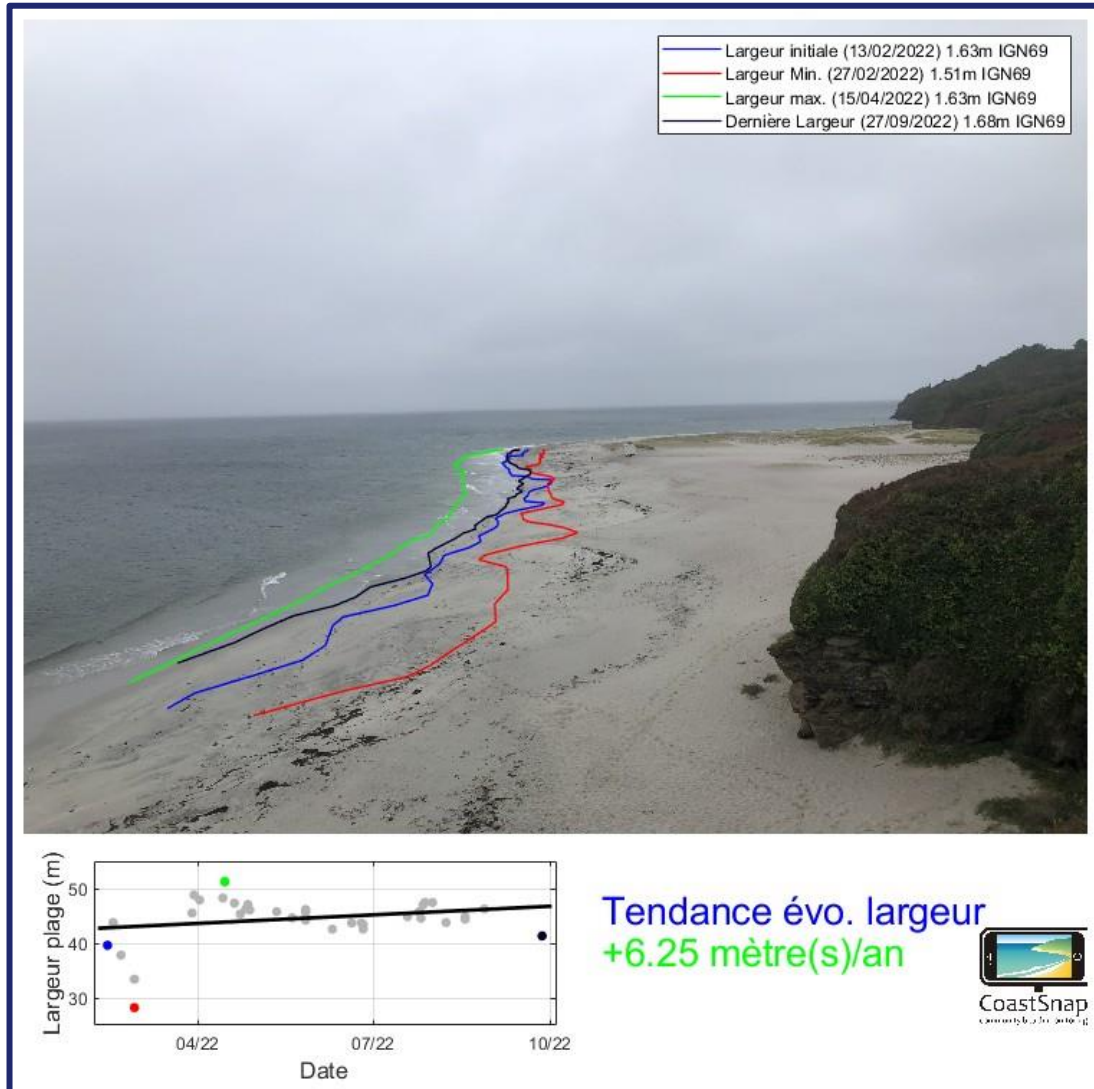 Largeur initiale (13/02/2022) 1.63m IGN69
Largeur Min. (27/02/2022) 1.51m IGN69
Largeur max. (15/04/2022) 1.63m IGN69
Dernière Largeur (27/09/2022) 1.68m IGN69
Largeur plage (m)
50
40
30
04/22
07/22
10/22
Date
Tendance évo. largeur
+6.25 mètre(s)/an
CoastSnap